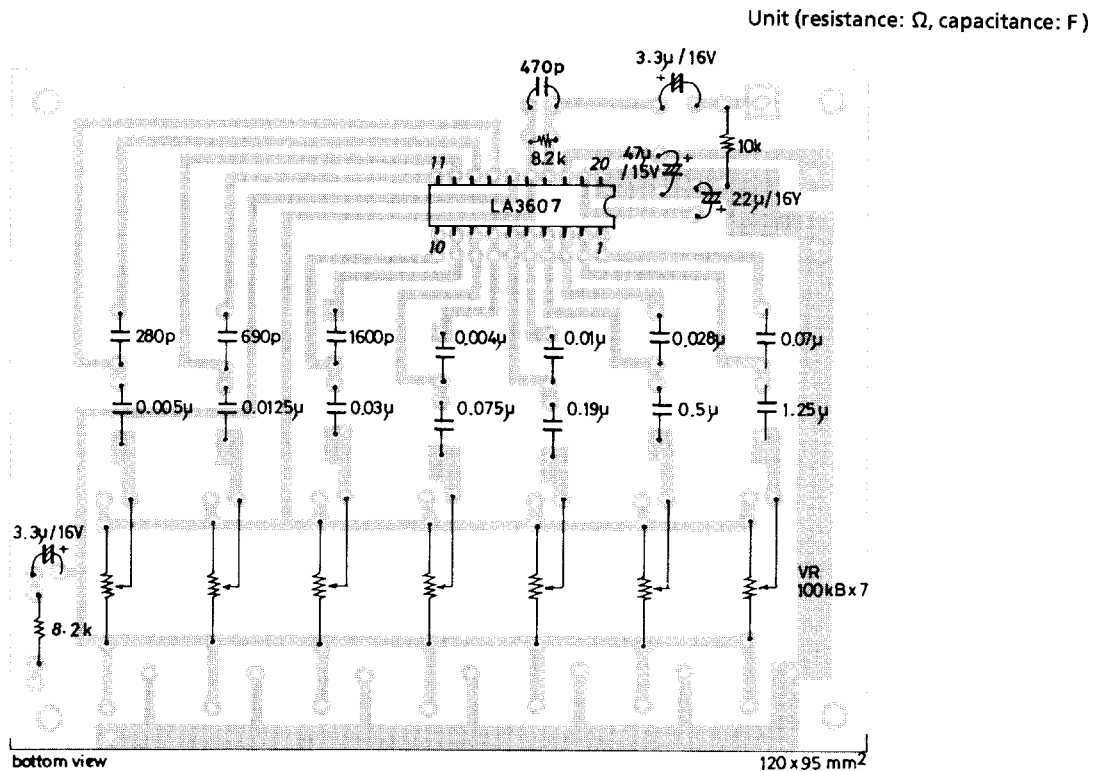 Unit (resistance: Ω, capacitance: F)
3.3µ/16V
+
470p
10k
8.2k
47µ
/15V
+
11
20
22µ/16V
+
LA3607
10
1
280p
690p
1600p
0.004µ
0.01µ
0.028µ
0.07µ
0.005µ
0.0125µ
0.03µ
0.075µ
0.19µ
0.5µ
1.25µ
3.3µ/16V
+
VR
100kB x 7
8.2k
bottom view
120 x 95 mm²